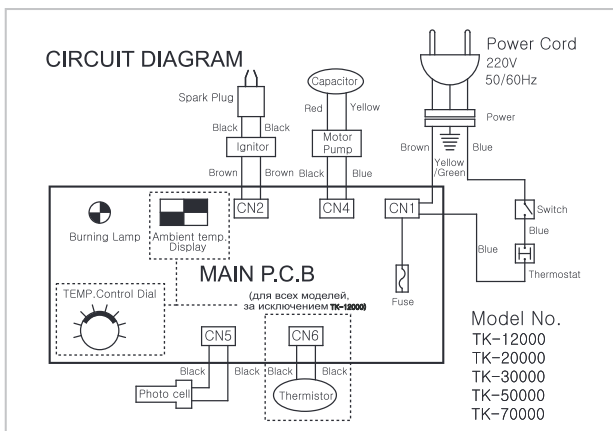 CIRCUIT DIAGRAM
Spark Plug
Black
Black
Ignitor
Brown
Brown
Capacitor
Red
Yellow
Motor
Pump
Black
Blue
Power Cord
220V
50/60Hz
Power
Brown
Yellow
/Green
Blue
Switch
Blue
Thermostat
Blue
CN2
CN4
CN1
Burning Lamp
Ambient temp.
Display
Fuse
MAIN P.C.B
(для всех моделей,
за исключением TK-12000)
TEMP.Control Dial
CN5
CN6
Black
Black
Black
Black
Photo cell
Thermistor
Model No.
TK-12000
TK-20000
TK-30000
TK-50000
TK-70000